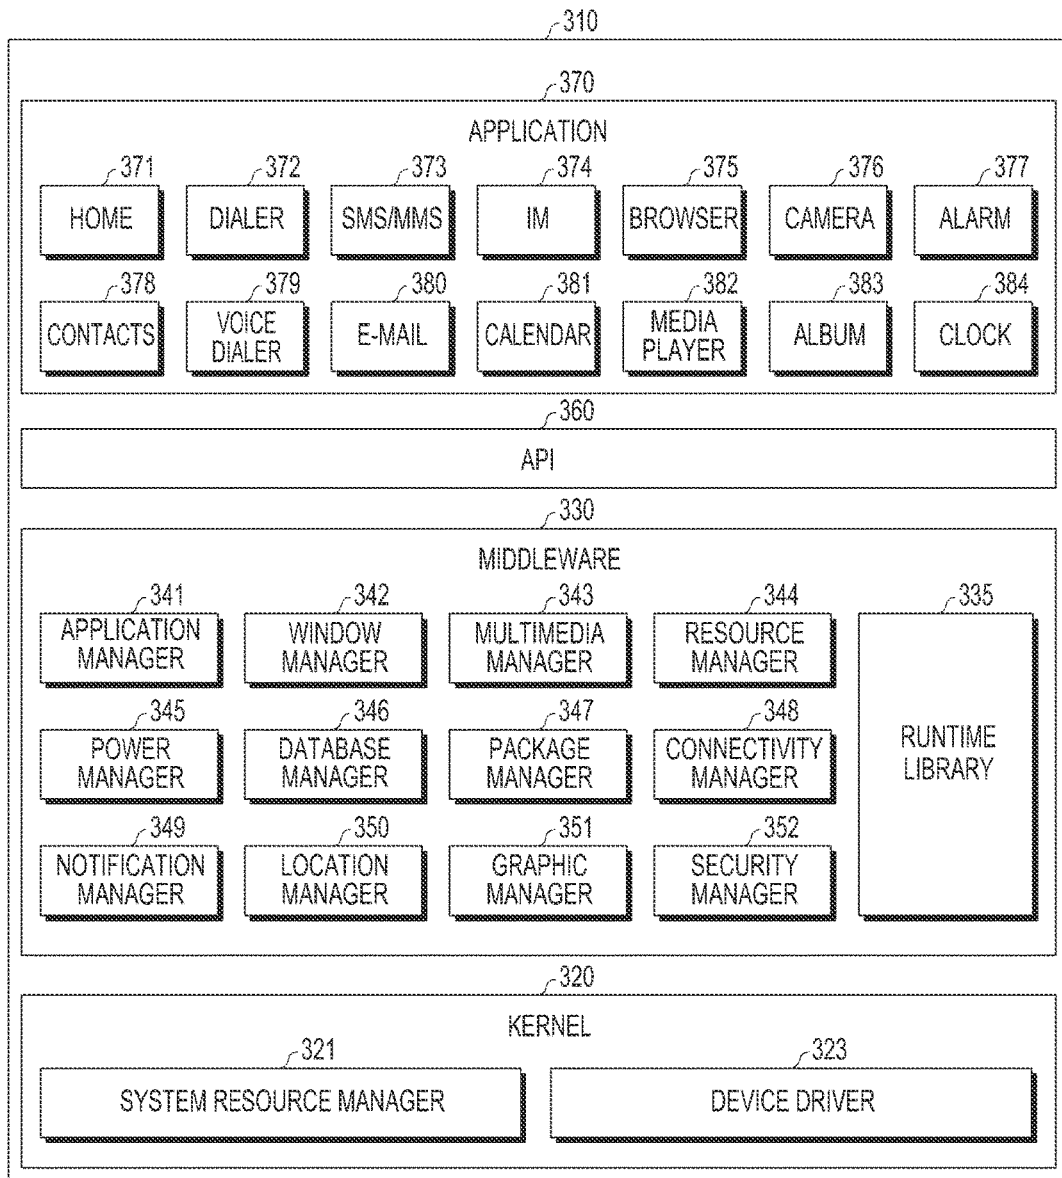 310
370
APPLICATION
371 372 373 374 375 376 377
HOME DIALER SMS/MMS IM BROWSER CAMERA ALARM
378 379 380 381 382 383 384
CONTACTS VOICE DIALER E-MAIL CALENDAR MEDIA PLAYER ALBUM CLOCK
360
API
330
MIDDLEWARE
341 342 343 344 335
APPLICATION MANAGER WINDOW MANAGER MULTIMEDIA MANAGER RESOURCE MANAGER
345 346 347 348
POWER MANAGER DATABASE MANAGER PACKAGE MANAGER CONNECTIVITY MANAGER RUNTIME LIBRARY
349 350 351 352
NOTIFICATION MANAGER LOCATION MANAGER GRAPHIC MANAGER SECURITY MANAGER
320
KERNEL
321 323
SYSTEM RESOURCE MANAGER DEVICE DRIVER